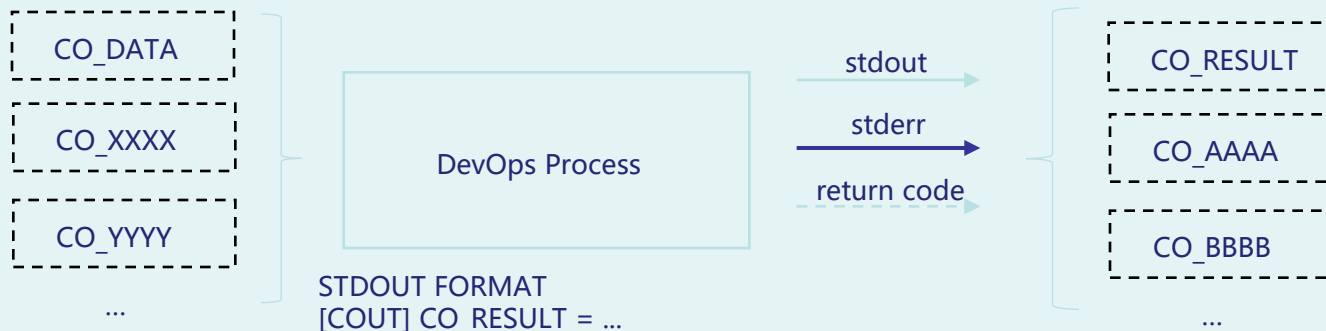 CO_DATA
CO_XXXX
CO_YYYY
...
DevOps Process
STDOUT FORMAT
[COUT] CO_RESULT = ...
stdout
stderr
return code
CO_RESULT
CO_AAAA
CO_BBBB
...